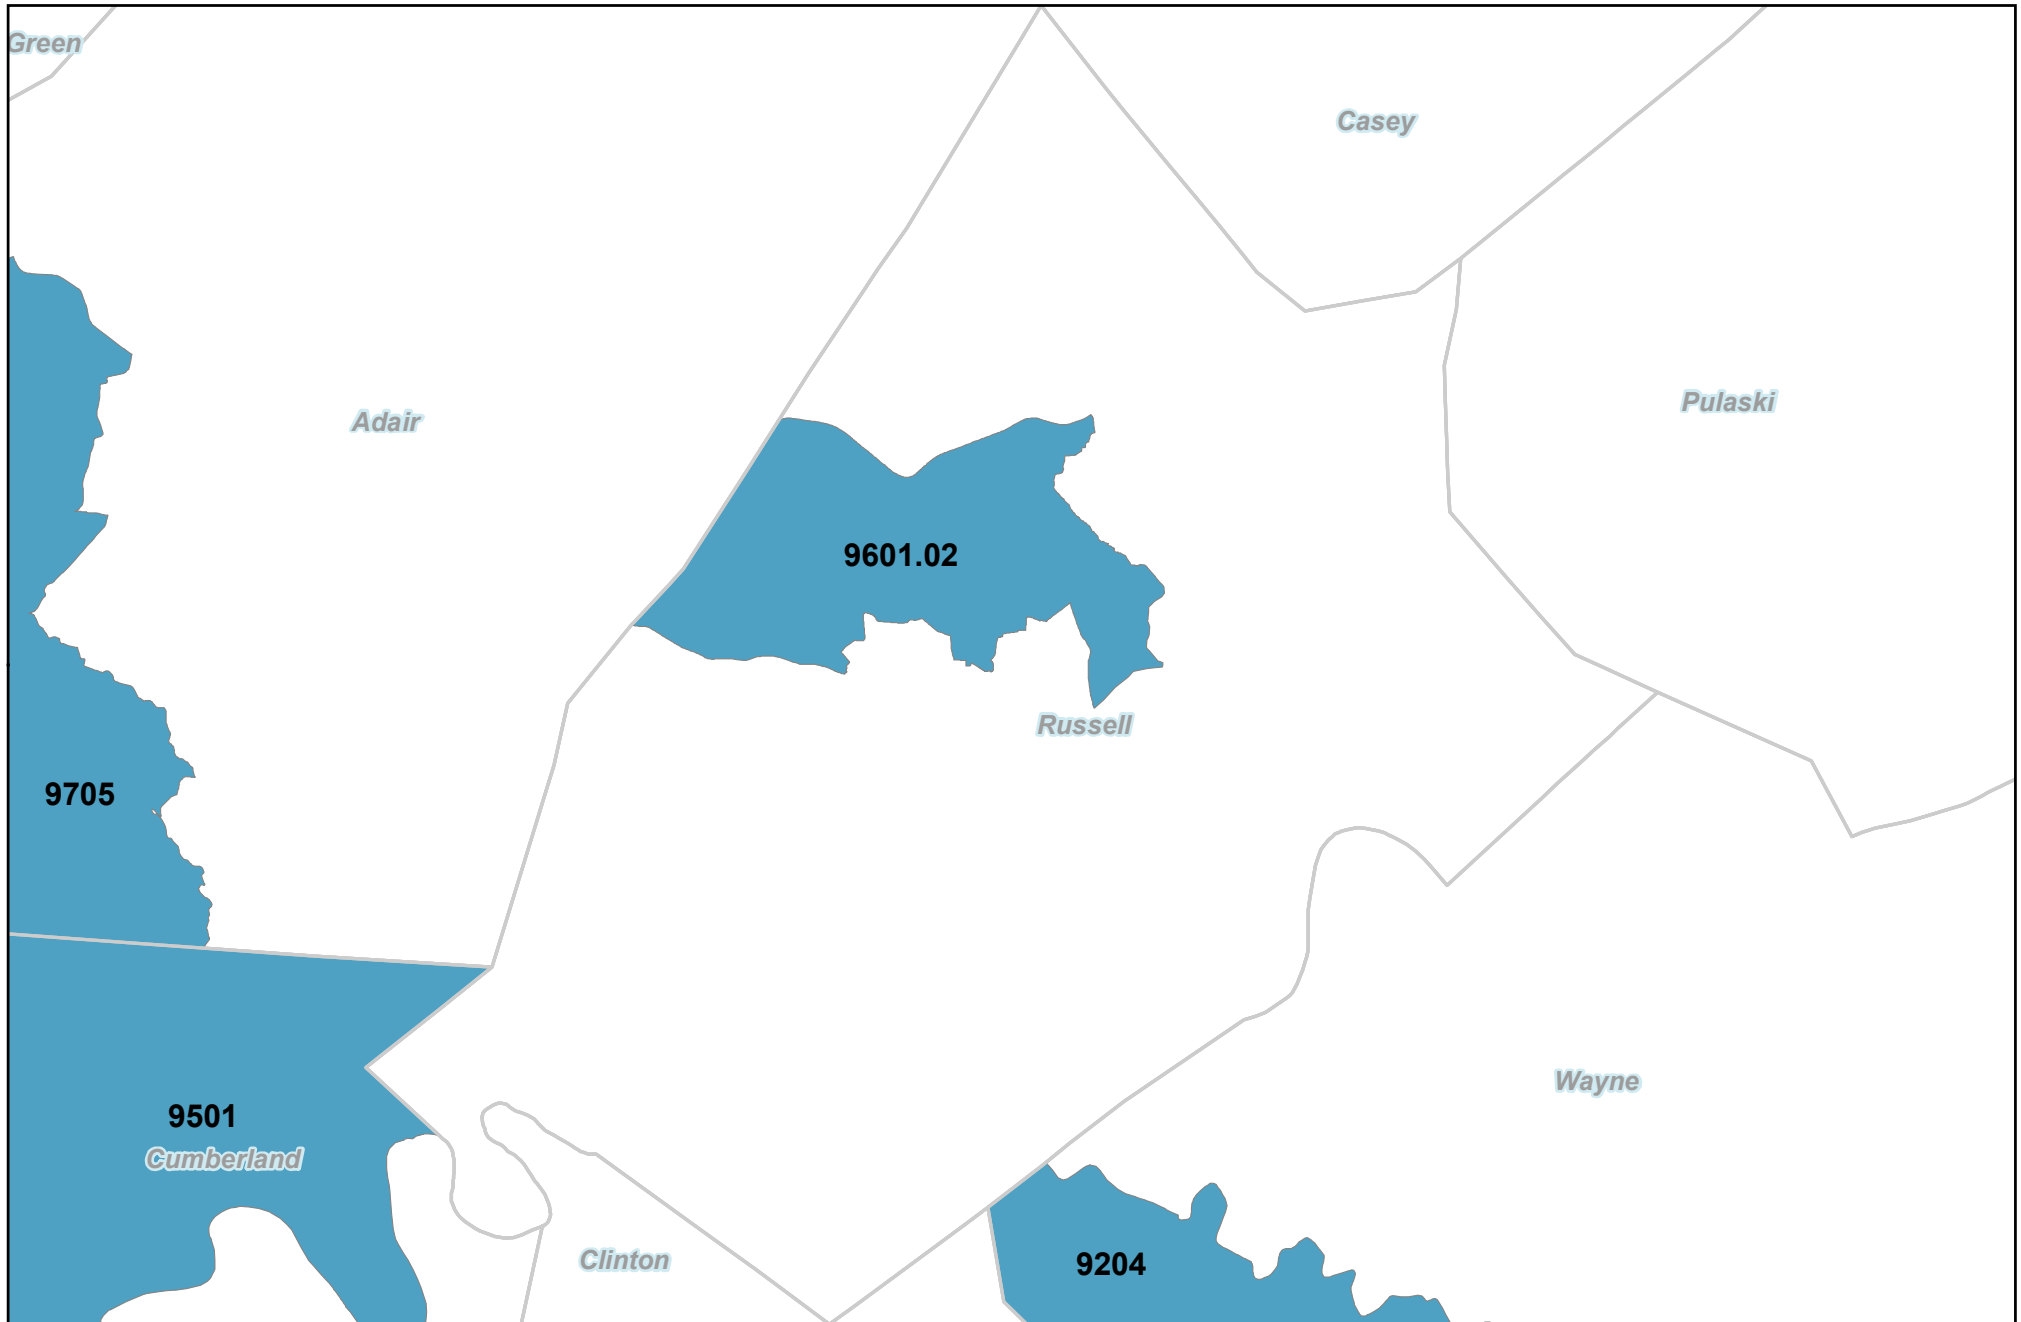 Green
Casey
Pulaski
Adair
9601.02
Russell
9705
Wayne
9501
Cumberland
Clinton
9204